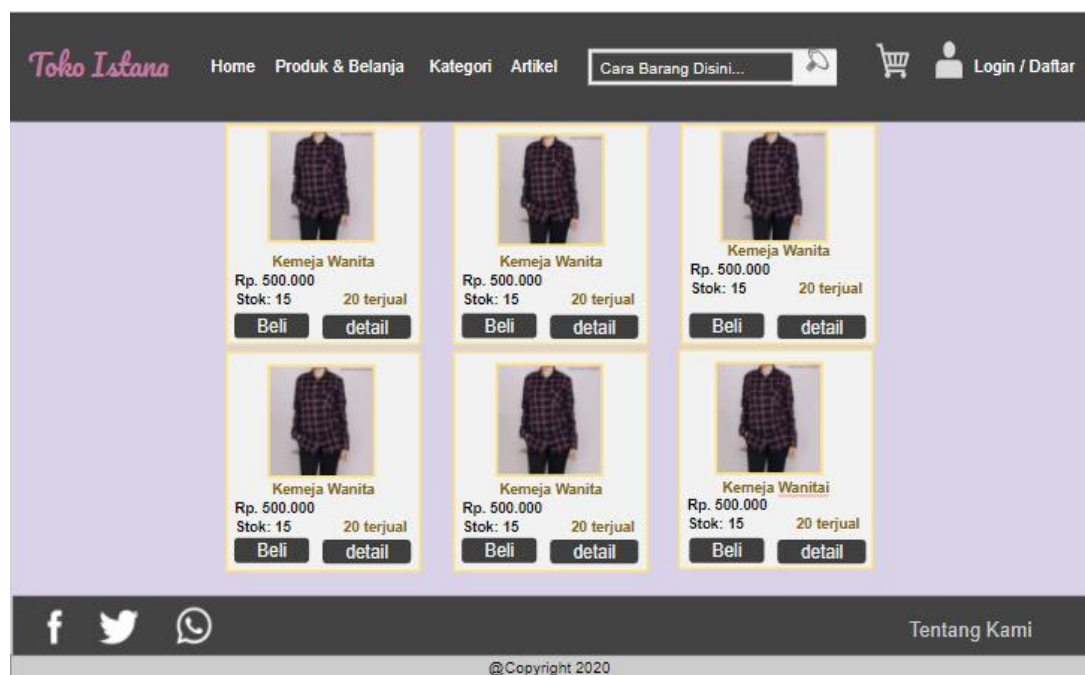 Toko Istana Home Produk & Belanja Kategori Artikel Cara Barang Disini... Login / Daftar
Kemeja Wanita
Rp. 500.000
Stok: 15 20 terjual
Beli detail
Kemeja Wanita
Rp. 500.000
Stok: 15 20 terjual
Beli detail
Kemeja Wanita
Rp. 500.000
Stok: 15 20 terjual
Beli detail
Kemeja Wanita
Rp. 500.000
Stok: 15 20 terjual
Beli detail
Kemeja Wanita
Rp. 500.000
Stok: 15 20 terjual
Beli detail
Kemeja Wanitai
Rp. 500.000
Stok: 15 20 terjual
Beli detail
Tentang Kami
@Copyright 2020